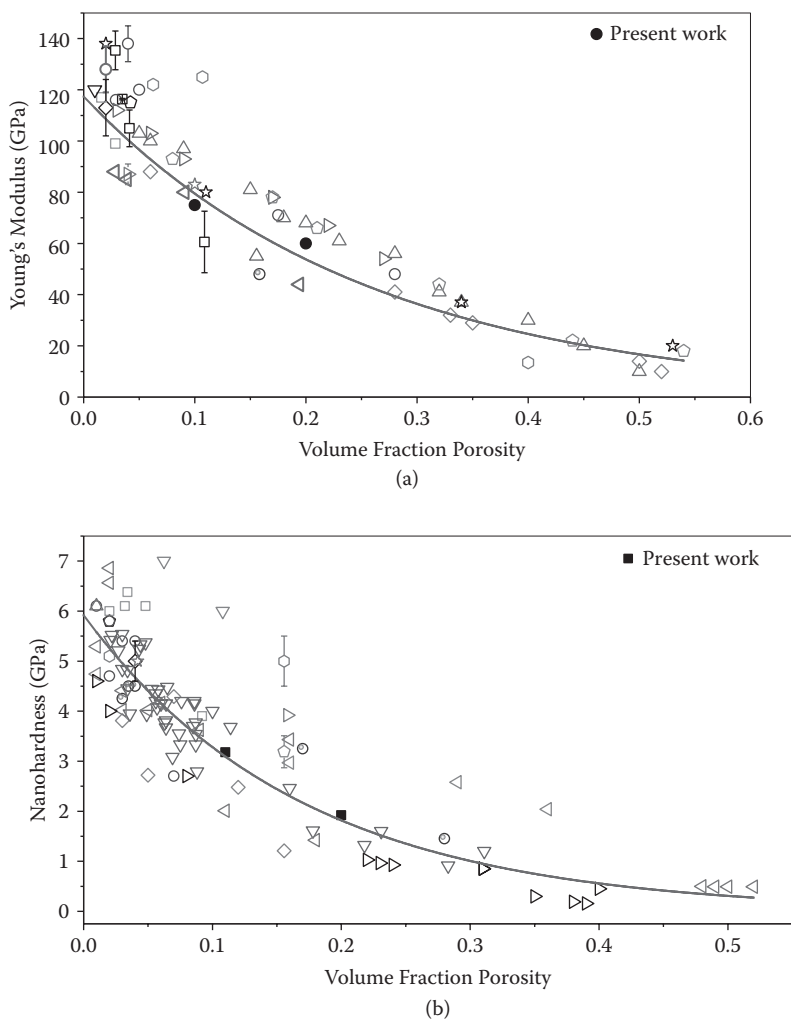 140
120
100
80
60
40
20
0
Young's Modulus (GPa)
Present work
0.0 0.1 0.2 0.3 0.4 0.5 0.6
Volume Fraction Porosity
(a)
7
6
5
4
3
2
1
0
Nanohardness (GPa)
Present work
0.0 0.1 0.2 0.3 0.4 0.5
Volume Fraction Porosity
(b)